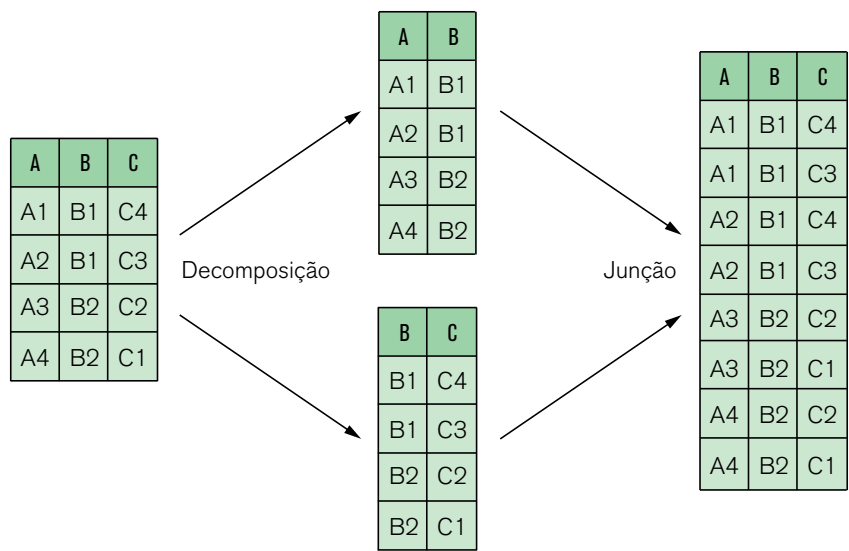 A B C
A1 B1 C4
A2 B1 C3
A3 B2 C2
A4 B2 C1
Decomposição
A B
A1 B1
A2 B1
A3 B2
A4 B2
B C
B1 C4
B1 C3
B2 C2
B2 C1
Junção
A B C
A1 B1 C4
A1 B1 C3
A2 B1 C4
A2 B1 C3
A3 B2 C2
A3 B2 C1
A4 B2 C2
A4 B2 C1